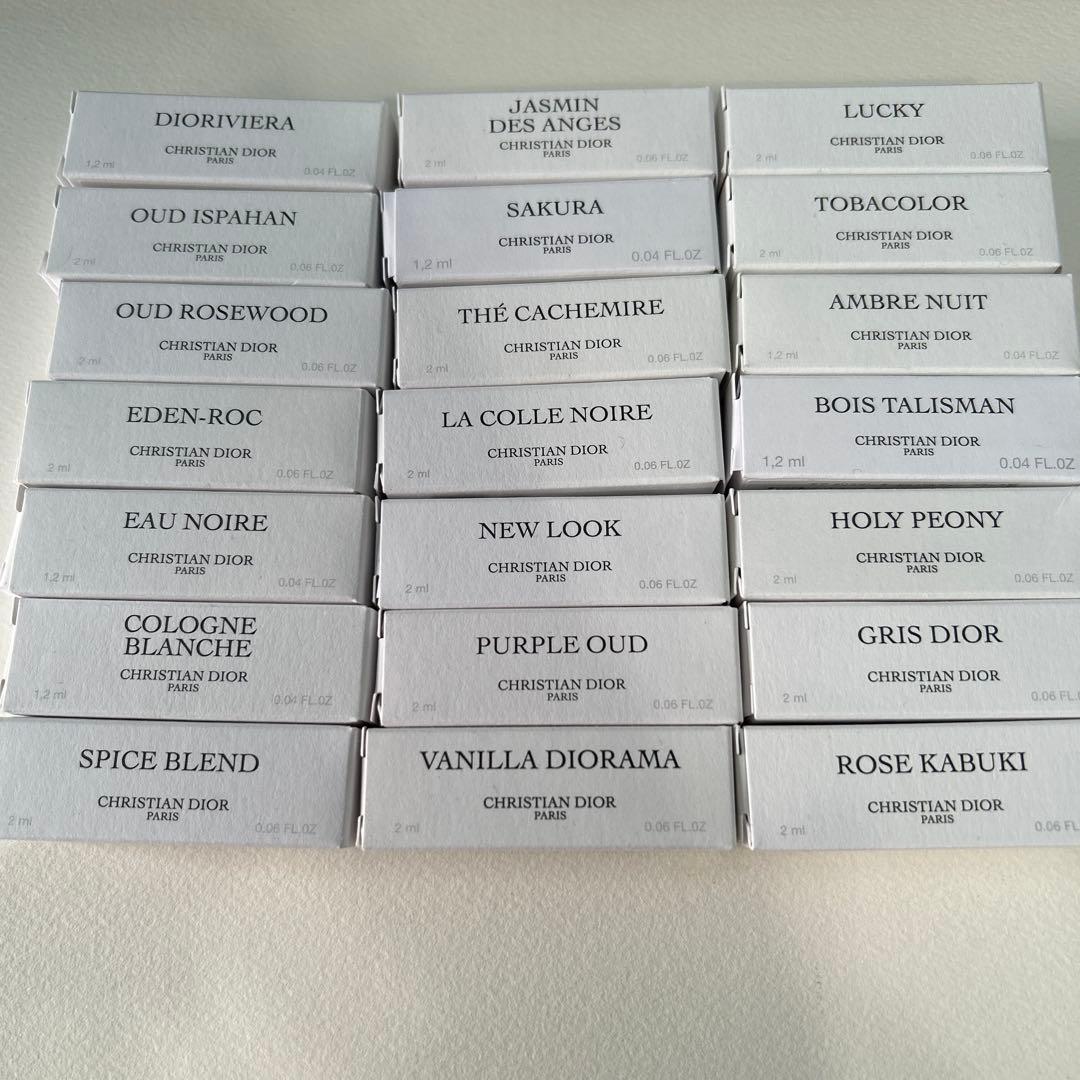 DIORIVIERA
CHRISTIAN DIOR
PARIS
1,2 ml
0.04 FL.OZ
JASMIN
DES ANGES
CHRISTIAN DIOR
PARIS
2 ml
0.06 FL.OZ
LUCKY
CHRISTIAN DIOR
PARIS
2 ml
0.06 FL.OZ
OUD ISPAHAN
CHRISTIAN DIOR
PARIS
2 ml
0.06 FL.OZ
SAKURA
CHRISTIAN DIOR
PARIS
1,2 ml
0.04 FL.OZ
TOBACOLOR
CHRISTIAN DIOR
PARIS
2 ml
0.06 FL.OZ
OUD ROSEWOOD
CHRISTIAN DIOR
PARIS
2 ml
0.06 FL.OZ
THÉ CACHEMIRE
CHRISTIAN DIOR
PARIS
2 ml
0.06 FL.OZ
AMBRE NUIT
CHRISTIAN DIOR
PARIS
1,2 ml
0.04 FL.OZ
EDEN-ROC
CHRISTIAN DIOR
PARIS
2 ml
0.06 FL.OZ
LA COLLE NOIRE
CHRISTIAN DIOR
PARIS
2 ml
0.06 FL.OZ
BOIS TALISMAN
CHRISTIAN DIOR
PARIS
1,2 ml
0.04 FL.OZ
EAU NOIRE
CHRISTIAN DIOR
PARIS
1,2 ml
0.04 FL.OZ
NEW LOOK
CHRISTIAN DIOR
PARIS
2 ml
0.06 FL.OZ
HOLY PEONY
CHRISTIAN DIOR
PARIS
2 ml
0.06 FL.OZ
COLOGNE
BLANCHE
CHRISTIAN DIOR
PARIS
1,2 ml
0.04 FL.OZ
PURPLE OUD
CHRISTIAN DIOR
PARIS
2 ml
0.06 FL.OZ
GRIS DIOR
CHRISTIAN DIOR
PARIS
2 ml
0.06 F
SPICE BLEND
CHRISTIAN DIOR
PARIS
2 ml
0.06 FL.OZ
VANILLA DIORAMA
CHRISTIAN DIOR
PARIS
2 ml
0.06 FL.OZ
ROSE KABUKI
CHRISTIAN DIOR
PARIS
2 ml
0.06 FL